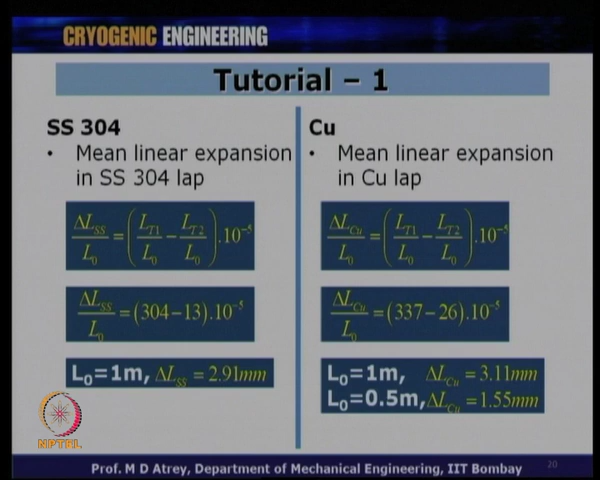 CRYOGENIC ENGINEERING
Tutorial – 1
SS 304
• Mean linear expansion
in SS 304 lap
ΔL_SS / L_0 = (L_T1 / L_0 − L_T2 / L_0).10^-5
ΔL_SS / L_0 = (304−13).10^-5
L_0=1m, ΔL_SS = 2.91mm
Cu
• Mean linear expansion
in Cu lap
ΔL_Cu / L_0 = (L_T1 / L_0 − L_T2 / L_0).10^-5
ΔL_Cu / L_0 = (337−26).10^-5
L_0=1m, ΔL_Cu = 3.11mm
L_0=0.5m, ΔL_Cu = 1.55mm
NPTEL
Prof. M D Atrey, Department of Mechanical Engineering, IIT Bombay
20